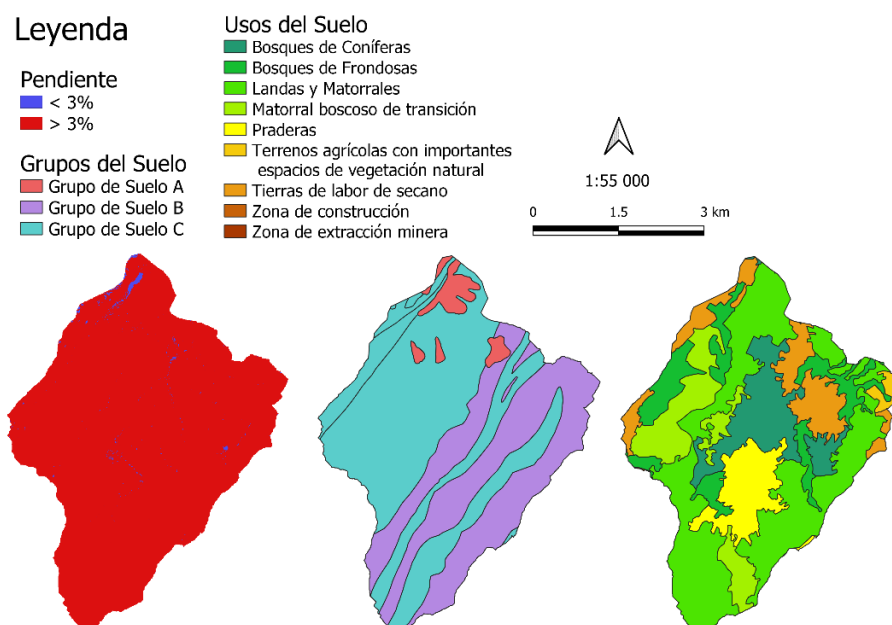 Leyenda
Pendiente
< 3%
> 3%
Grupos del Suelo
Grupo de Suelo A
Grupo de Suelo B
Grupo de Suelo C
Usos del Suelo
Bosques de Coníferas
Bosques de Frondosas
Landas y Matorrales
Matorral boscoso de transición
Praderas
Terrenos agrícolas con importantes
espacios de vegetación natural
Tierras de labor de secano
Zona de construcción
Zona de extracción minera
1:55 000
0 1.5 3 km